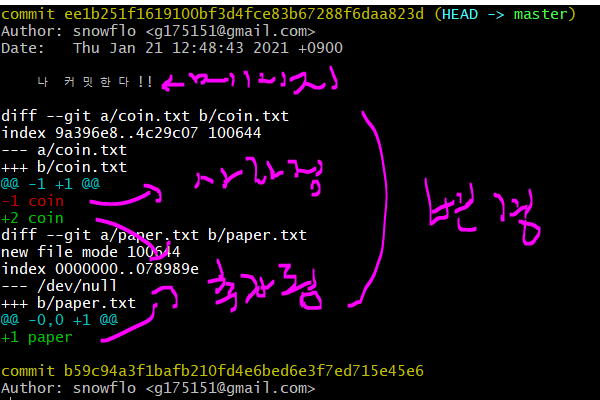 commit ee1b251f1619100bf3d4fce83b67288f6daa823d (HEAD -> master)
Author: snowflo <g175151@gmail.com>
Date:   Thu Jan 21 12:48:43 2021 +0900
나 커밋한다!! ←메시지
diff --git a/coin.txt b/coin.txt
index 9a396e8..4c29c07 100644
--- a/coin.txt
+++ b/coin.txt
@@ -1 +1 @@
-1 coin
사라짐
+2 coin
변경
diff --git a/paper.txt b/paper.txt
new file mode 100644
index 0000000..078989e
--- /dev/null
추가됨
+++ b/paper.txt
@@ -0,0 +1 @@
+1 paper
commit b59c94a3f1bafb210fd4e6bed6e3f7ed715e45e6
Author: snowflo <g175151@gmail.com>